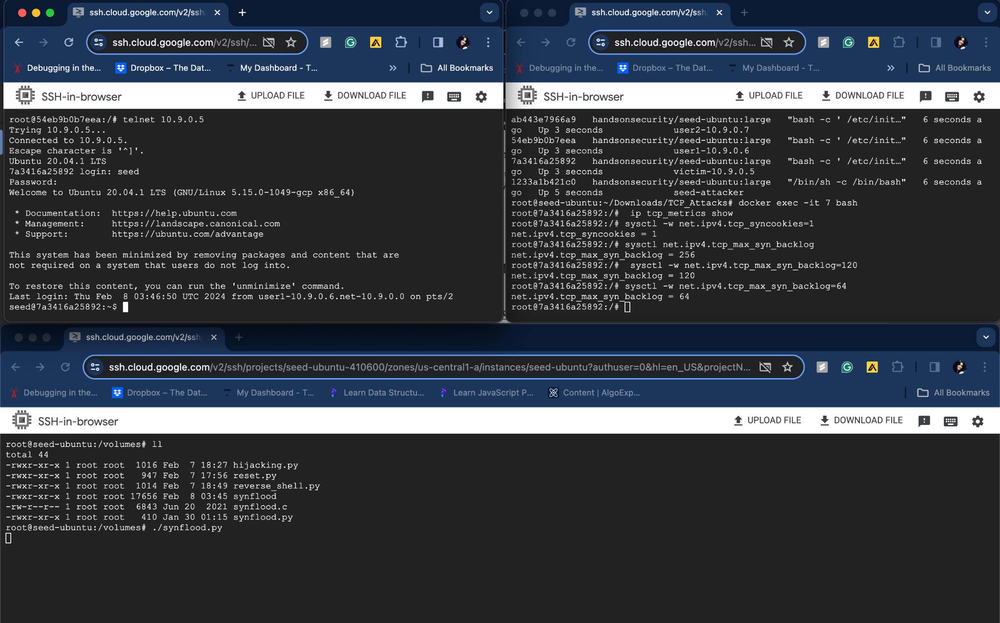 ssh.cloud.google.com/v2/ssh
ssh.cloud.google.com/v2/ssh/...
Debugging in the...
Dropbox – The Dat...
My Dashboard - T...
All Bookmarks
SSH-in-browser
UPLOAD FILE
DOWNLOAD FILE
root@54eb9b0b7eea:/# telnet 10.9.0.5
Trying 10.9.0.5...
Connected to 10.9.0.5.
Escape character is '^]'.
Ubuntu 20.04.1 LTS
7a3416a25892 login: seed
Password:
Welcome to Ubuntu 20.04.1 LTS (GNU/Linux 5.15.0-1049-gcp x86_64)
* Documentation:  https://help.ubuntu.com
* Management:     https://landscape.canonical.com
* Support:        https://ubuntu.com/advantage
This system has been minimized by removing packages and content that are
not required on a system that users do not log into.
To restore this content, you can run the 'unminimize' command.
Last login: Thu Feb  8 03:46:50 UTC 2024 from user1-10.9.0.6.net-10.9.0.0 on pts/2
seed@7a3416a25892:~$
ssh.cloud.google.com/v2/ssh
ssh.cloud.google.com/v2/ssh...
Debugging in the...
Dropbox – The Dat...
My Dashboard - T...
All Bookmarks
SSH-in-browser
UPLOAD FILE
DOWNLOAD FILE
ab443e7966a9   handsonsecurity/seed-ubuntu:large   "bash -c ' /etc/init…"   6 seconds a
go   Up 3 seconds             user2-10.9.0.7
54eb9b0b7eea   handsonsecurity/seed-ubuntu:large   "bash -c ' /etc/init…"   6 seconds a
go   Up 3 seconds             user1-10.9.0.6
7a3416a25892   handsonsecurity/seed-ubuntu:large   "bash -c ' /etc/init…"   6 seconds a
go   Up 3 seconds             victim-10.9.0.5
1233a1b421c0   handsonsecurity/seed-ubuntu:large   "/bin/sh -c /bin/bash"   6 seconds a
go   Up 5 seconds             seed-attacker
root@seed-ubuntu:~/Downloads/TCP_Attacks# docker exec -it 7 bash
root@7a3416a25892:/#  ip tcp_metrics show
root@7a3416a25892:/# sysctl -w net.ipv4.tcp_syncookies=1
net.ipv4.tcp_syncookies = 1
root@7a3416a25892:/# sysctl net.ipv4.tcp_max_syn_backlog
net.ipv4.tcp_max_syn_backlog = 256
root@7a3416a25892:/#  sysctl -w net.ipv4.tcp_max_syn_backlog=120
net.ipv4.tcp_max_syn_backlog = 120
root@7a3416a25892:/# sysctl -w net.ipv4.tcp_max_syn_backlog=64
net.ipv4.tcp_max_syn_backlog = 64
root@7a3416a25892:/#
ssh.cloud.google.com/v2/ssh
ssh.cloud.google.com/v2/ssh/projects/seed-ubuntu-410600/zones/us-central1-a/instances/seed-ubuntu?authuser=0&hl=en_US&projectN...
Debugging in the...
Dropbox – The Dat...
My Dashboard - T...
Learn Data Structu...
Learn JavaScript P...
Content | AlgoExp...
All Bookmarks
SSH-in-browser
UPLOAD FILE
DOWNLOAD FILE
root@seed-ubuntu:/volumes# ll
total 44
-rwxr-xr-x 1 root root  1016 Feb  7 18:27 hijacking.py
-rwxr-xr-x 1 root root   947 Feb  7 17:56 reset.py
-rwxr-xr-x 1 root root  1014 Feb  7 18:49 reverse_shell.py
-rwxr-xr-x 1 root root 17656 Feb  8 03:45 synflood
-rw-r--r-- 1 root root  6843 Jun 20  2021 synflood.c
-rwxr-xr-x 1 root root   410 Jan 30 01:15 synflood.py
root@seed-ubuntu:/volumes# ./synflood.py